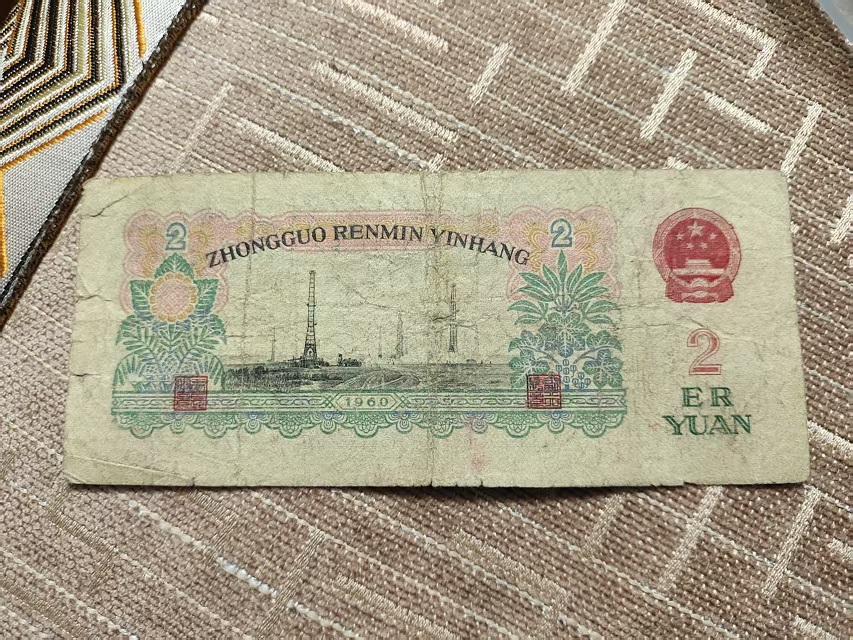 2
ZHONGGUO RENMIN YINHANG
2
1960
2
ER
YUAN